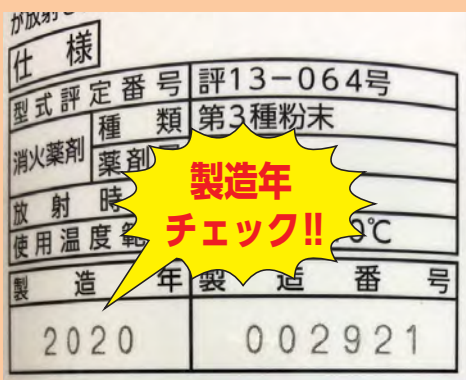 が放射
仕様
型式評定番号 評13-064号
消火薬剤 種類 第3種粉末
薬剤
放射時
使用温度範 ℃
製造年
チェック!!
製造年 製造番号
2020 002921